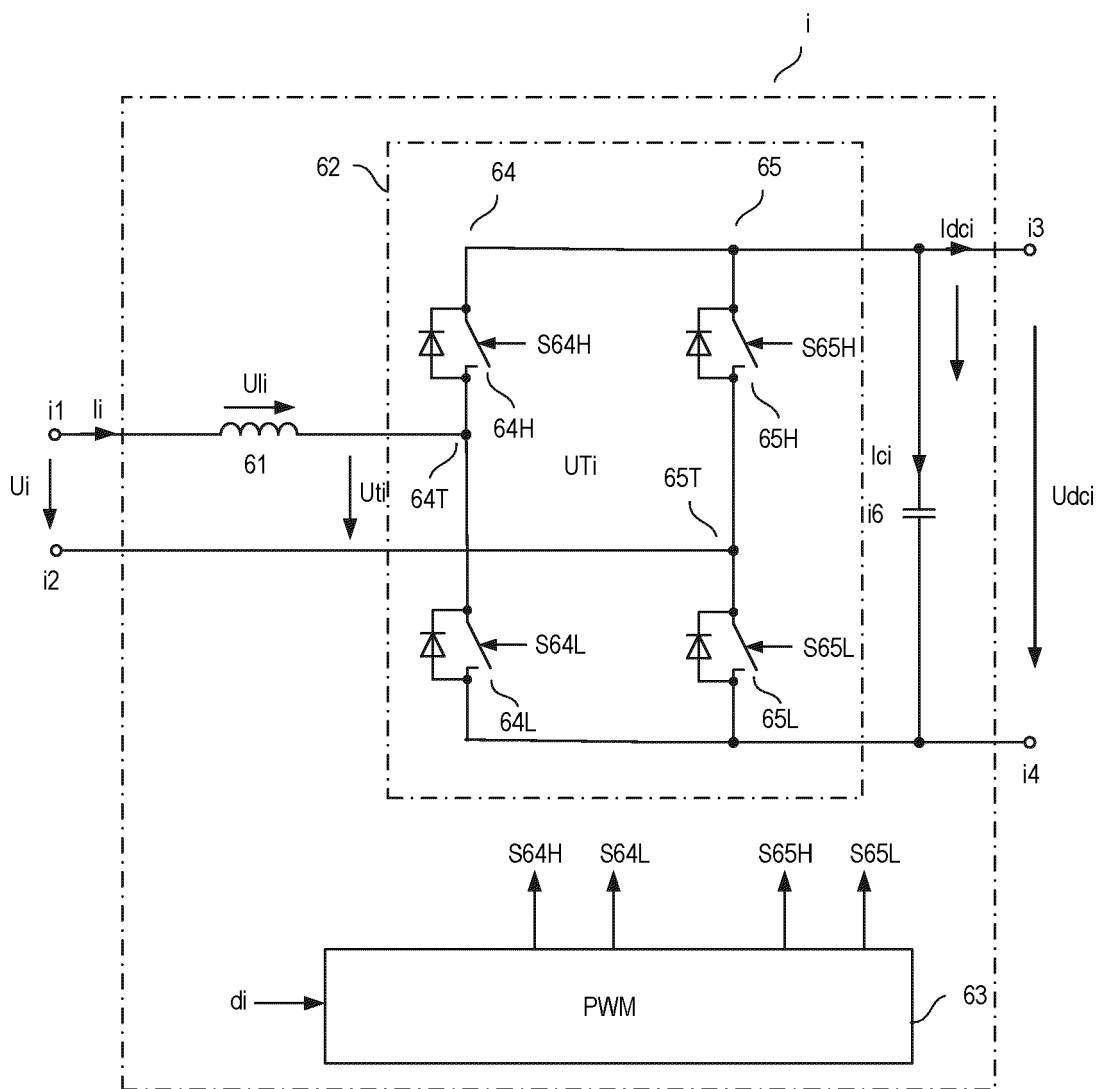 i
62
64
65
Idci
i3
S64H
S65H
Uli
i1
Ii
64H
65H
61
Ici
64T
UTi
65T
Ui
Uti
i6
Udci
i2
S64L
S65L
64L
65L
i4
S64H
S64L
S65H
S65L
di
PWM
63